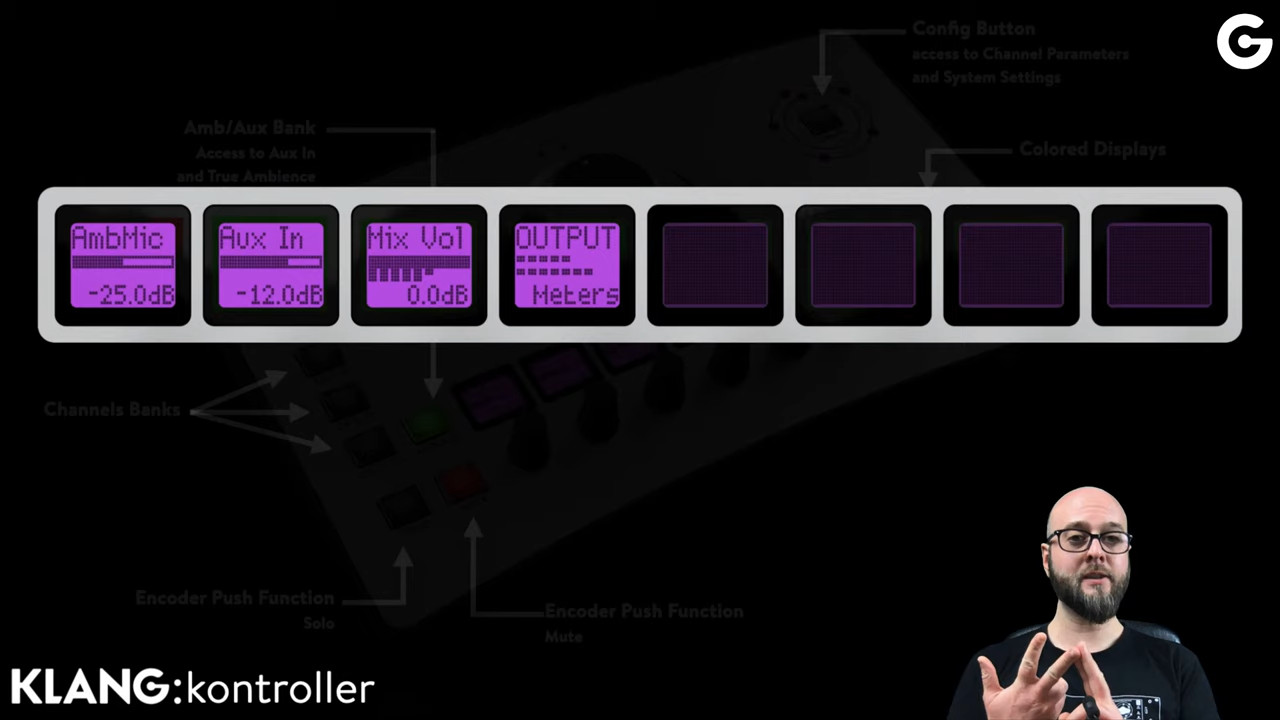 Config Button
access to Channel Parameters
and System Settings
Amb/Aux Bank
Access to Aux In
and True Ambience
Colored Displays
AmbMic
-25.0dB
Aux In
-12.0dB
Mix Vol
0.0dB
OUTPUT
Meters
Channels Banks
Encoder Push Function
Solo
Encoder Push Function
Mute
KLANG:kontroller